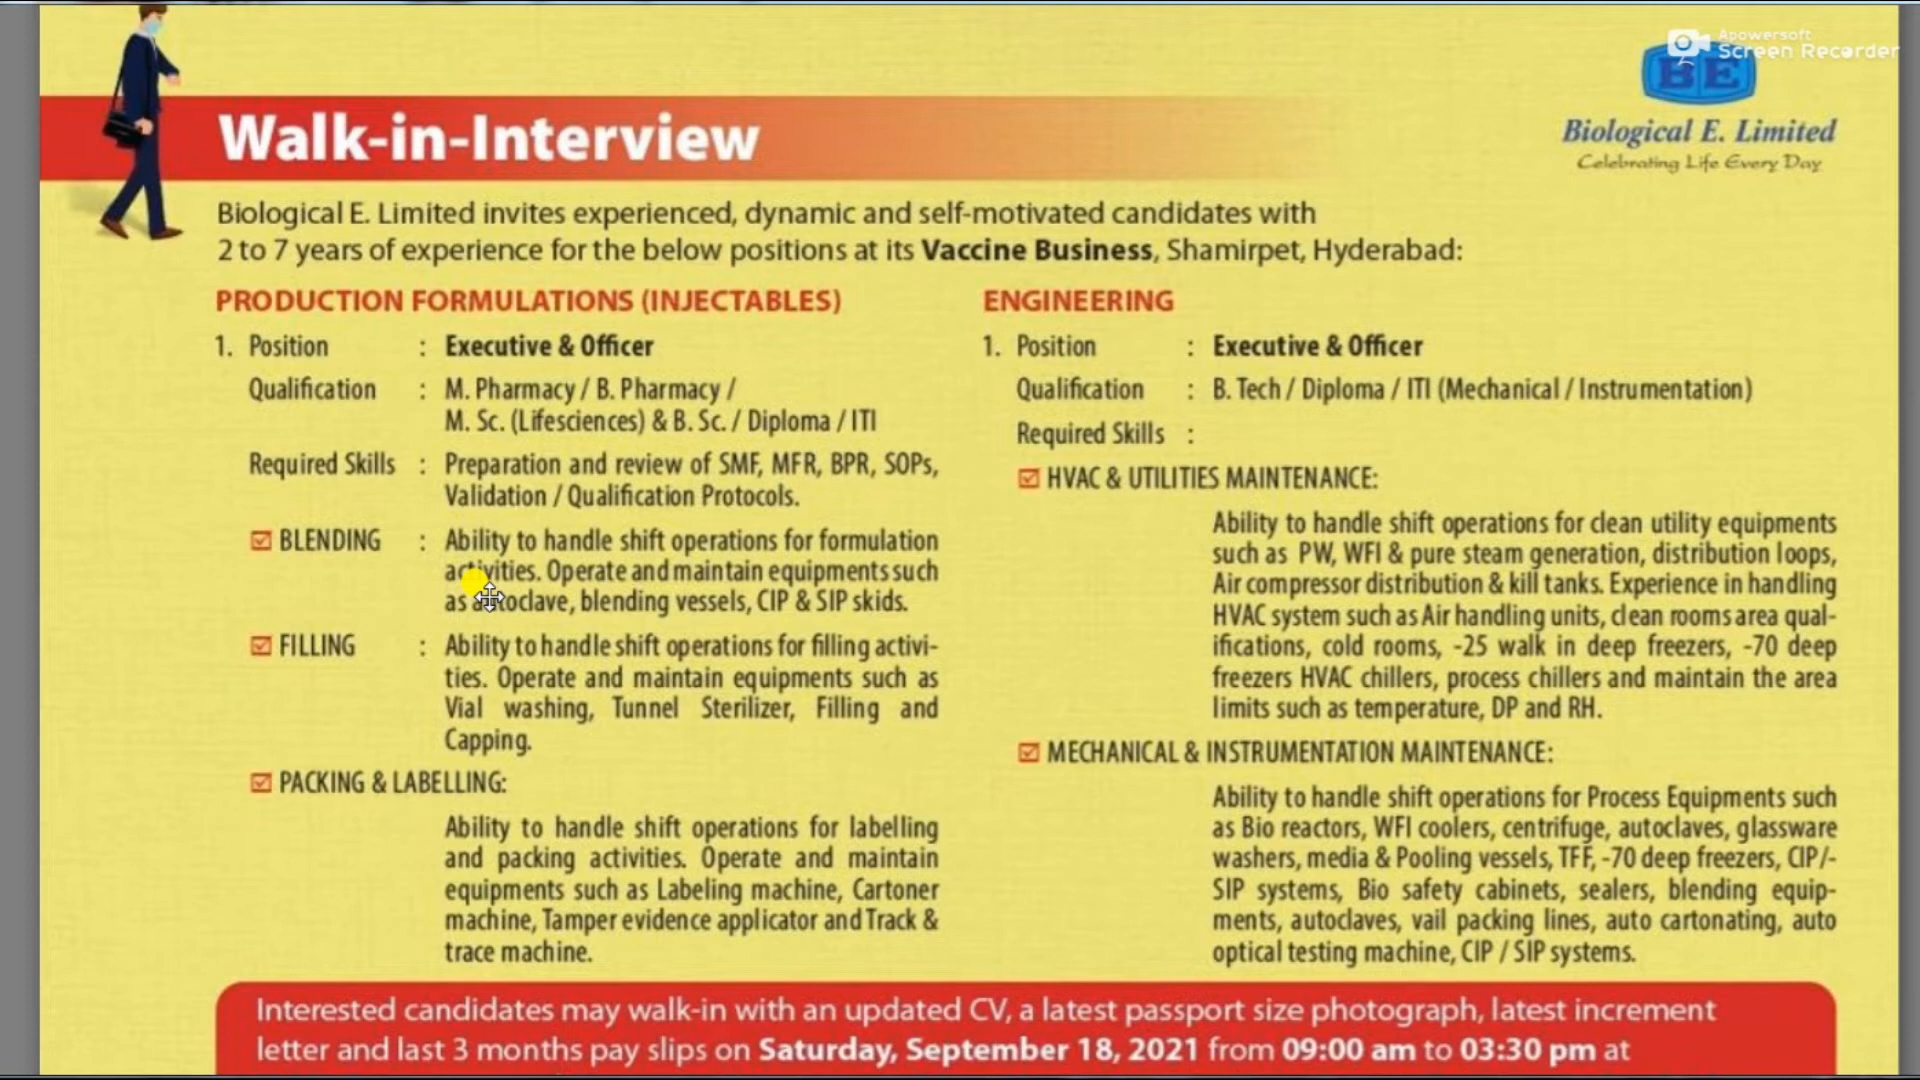 Apowersoft
Screen Recorder
BE
Biological E. Limited
Celebrating Life Every Day
Walk-in-Interview
Biological E. Limited invites experienced, dynamic and self-motivated candidates with
2 to 7 years of experience for the below positions at its Vaccine Business, Shamirpet, Hyderabad:
PRODUCTION FORMULATIONS (INJECTABLES)
1. Position : Executive & Officer
Qualification : M. Pharmacy / B. Pharmacy /
M. Sc. (Lifesciences) & B. Sc. / Diploma / ITI
Required Skills : Preparation and review of SMF, MFR, BPR, SOPs,
Validation / Qualification Protocols.
BLENDING : Ability to handle shift operations for formulation
activities. Operate and maintain equipments such
as autoclave, blending vessels, CIP & SIP skids.
FILLING : Ability to handle shift operations for filling activi-
ties. Operate and maintain equipments such as
Vial washing, Tunnel Sterilizer, Filling and
Capping.
PACKING & LABELLING:
Ability to handle shift operations for labelling
and packing activities. Operate and maintain
equipments such as Labeling machine, Cartoner
machine, Tamper evidence applicator and Track &
trace machine.
ENGINEERING
1. Position : Executive & Officer
Qualification : B. Tech / Diploma / ITI (Mechanical / Instrumentation)
Required Skills :
HVAC & UTILITIES MAINTENANCE:
Ability to handle shift operations for clean utility equipments
such as PW, WFI & pure steam generation, distribution loops,
Air compressor distribution & kill tanks. Experience in handling
HVAC system such as Air handling units, clean rooms area qual-
ifications, cold rooms, -25 walk in deep freezers, -70 deep
freezers HVAC chillers, process chillers and maintain the area
limits such as temperature, DP and RH.
MECHANICAL & INSTRUMENTATION MAINTENANCE:
Ability to handle shift operations for Process Equipments such
as Bio reactors, WFI coolers, centrifuge, autoclaves, glassware
washers, media & Pooling vessels, TFF, -70 deep freezers, CIP/-
SIP systems, Bio safety cabinets, sealers, blending equip-
ments, autoclaves, vail packing lines, auto cartonating, auto
optical testing machine, CIP / SIP systems.
Interested candidates may walk-in with an updated CV, a latest passport size photograph, latest increment
letter and last 3 months pay slips on Saturday, September 18, 2021 from 09:00 am to 03:30 pm at